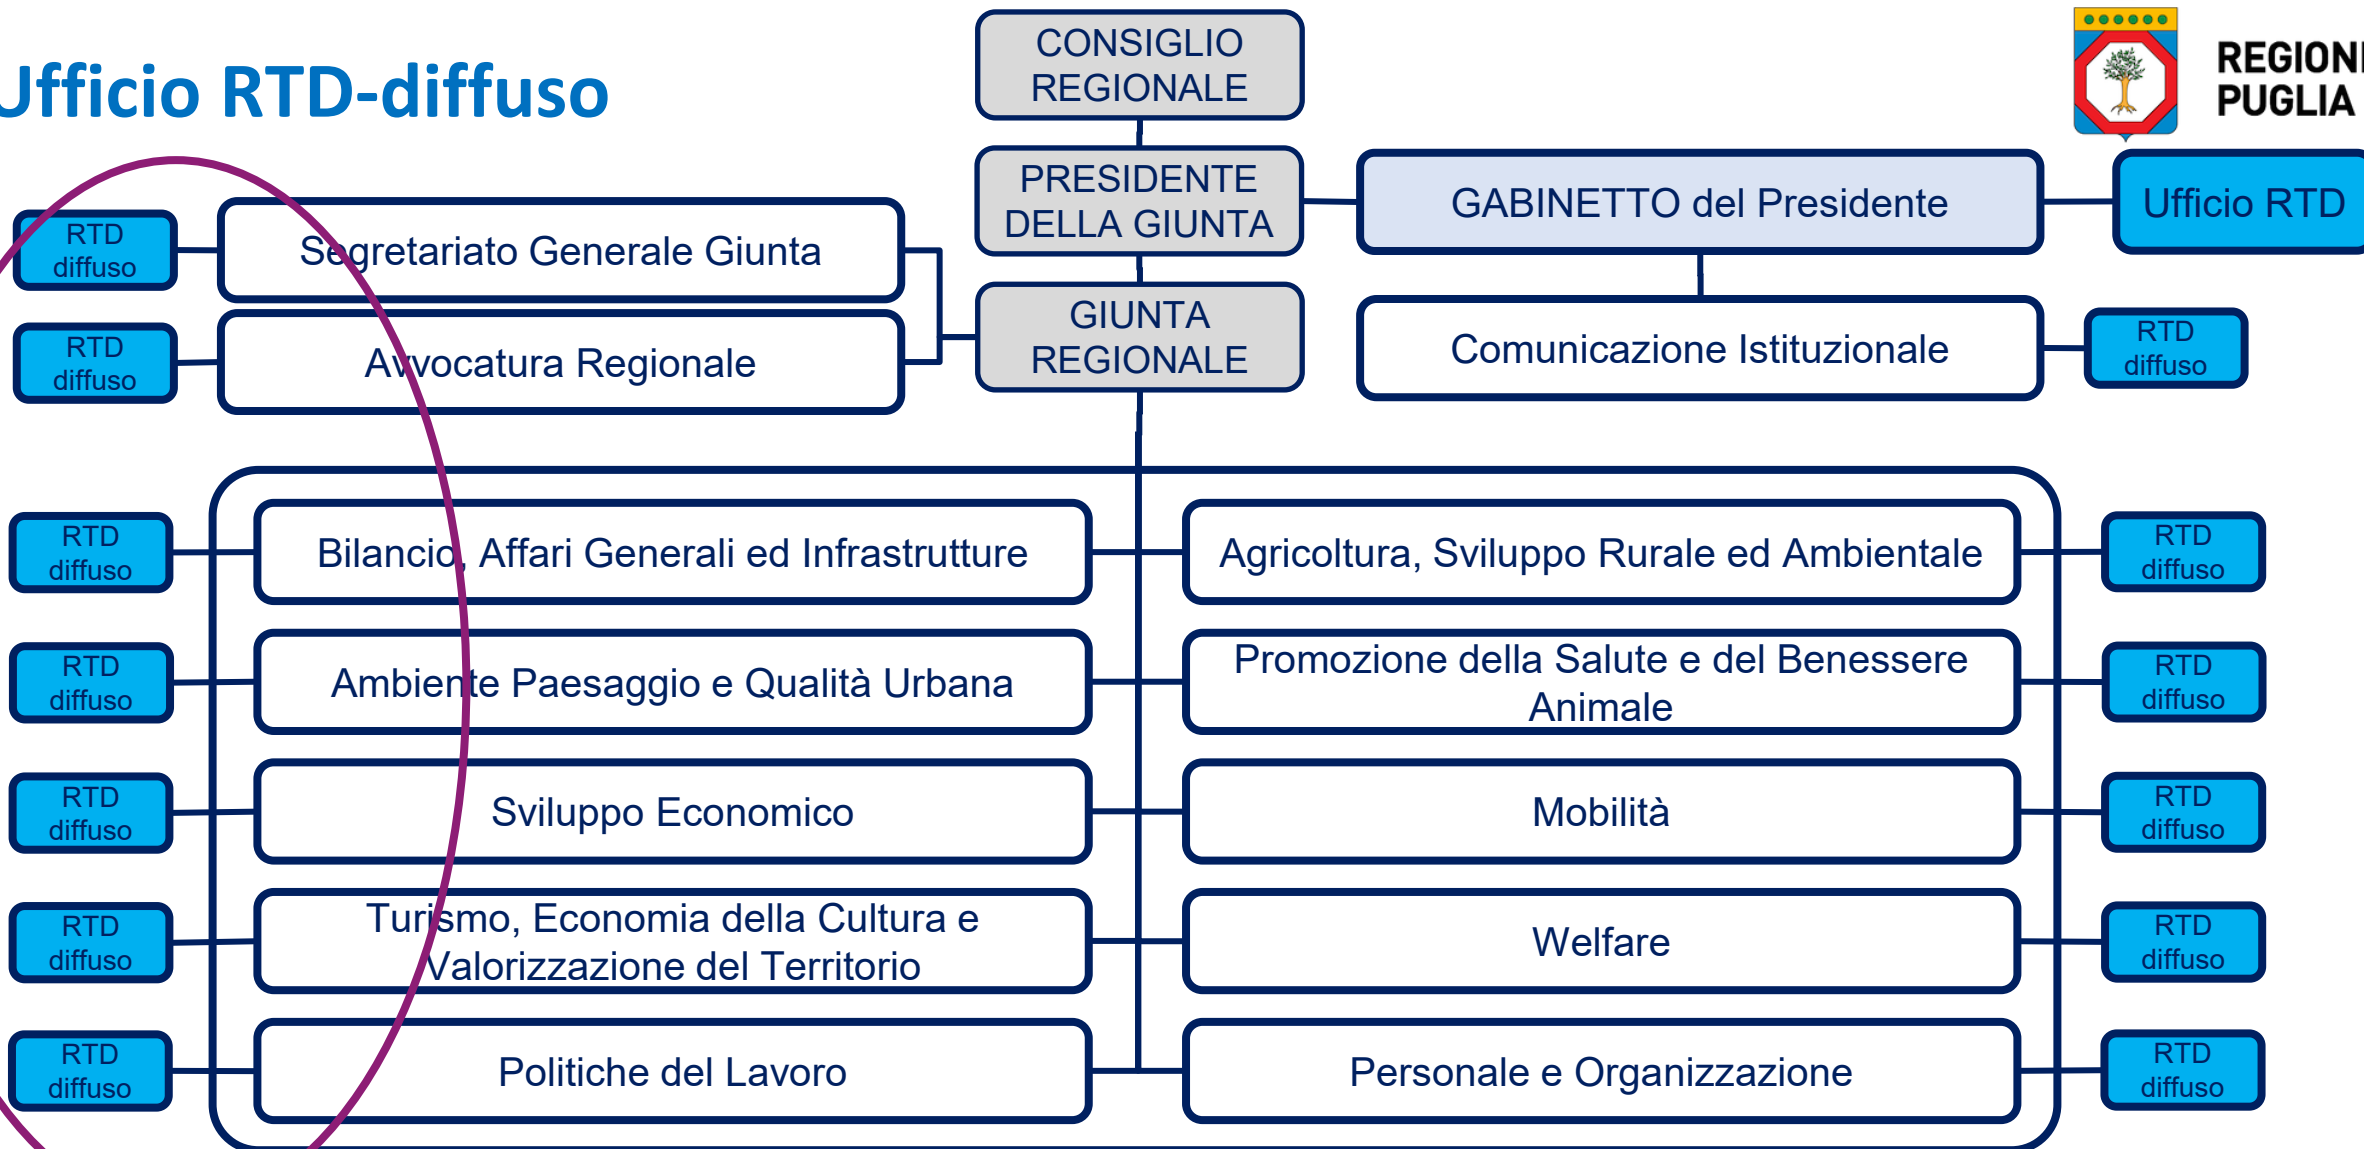 Ufficio RTD-diffuso
CONSIGLIO
REGIONALE
REGIONE
PUGLIA
PRESIDENTE
DELLA GIUNTA
GABINETTO del Presidente
Ufficio RTD
RTD
diffuso
Segretariato Generale Giunta
RTD
diffuso
Avvocatura Regionale
GIUNTA
REGIONALE
Comunicazione Istituzionale
RTD
diffuso
RTD
diffuso
Bilancio, Affari Generali ed Infrastrutture
Agricoltura, Sviluppo Rurale ed Ambientale
RTD
diffuso
RTD
diffuso
Ambiente Paesaggio e Qualità Urbana
Promozione della Salute e del Benessere
Animale
RTD
diffuso
RTD
diffuso
Sviluppo Economico
Mobilità
RTD
diffuso
RTD
diffuso
Turismo, Economia della Cultura e
Valorizzazione del Territorio
Welfare
RTD
diffuso
RTD
diffuso
Politiche del Lavoro
Personale e Organizzazione
RTD
diffuso